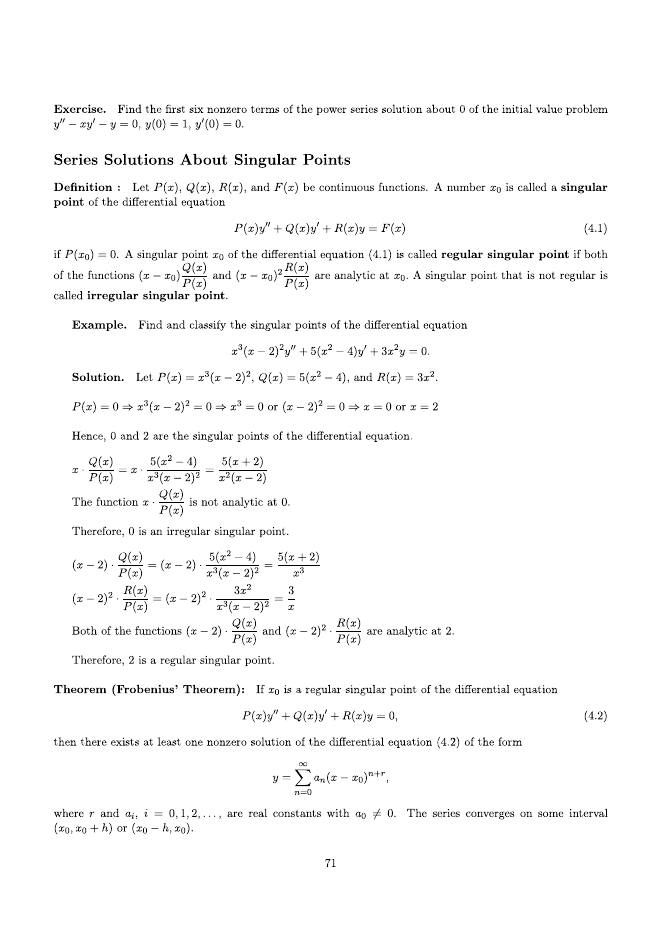 Exercise. Find the first six nonzero terms of the power series solution about 0 of the initial value problem
y″ − xy′ − y = 0, y(0) = 1, y′(0) = 0.
Series Solutions About Singular Points
Definition : Let P(x), Q(x), R(x), and F(x) be continuous functions. A number x₀ is called a singular
point of the differential equation
P(x)y″ + Q(x)y′ + R(x)y = F(x) (4.1)
if P(x₀) = 0. A singular point x₀ of the differential equation (4.1) is called regular singular point if both
of the functions (x − x₀)Q(x)/P(x) and (x − x₀)²R(x)/P(x) are analytic at x₀. A singular point that is not regular is
called irregular singular point.
Example. Find and classify the singular points of the differential equation
x³(x − 2)²y″ + 5(x² − 4)y′ + 3x²y = 0.
Solution. Let P(x) = x³(x − 2)², Q(x) = 5(x² − 4), and R(x) = 3x².
P(x) = 0 ⇒ x³(x − 2)² = 0 ⇒ x³ = 0 or (x − 2)² = 0 ⇒ x = 0 or x = 2
Hence, 0 and 2 are the singular points of the differential equation.
x · Q(x)/P(x) = x · 5(x² − 4)/x³(x − 2)² = 5(x + 2)/x²(x − 2)
The function x · Q(x)/P(x) is not analytic at 0.
Therefore, 0 is an irregular singular point.
(x − 2) · Q(x)/P(x) = (x − 2) · 5(x² − 4)/x³(x − 2)² = 5(x + 2)/x³
(x − 2)² · R(x)/P(x) = (x − 2)² · 3x²/x³(x − 2)² = 3/x
Both of the functions (x − 2) · Q(x)/P(x) and (x − 2)² · R(x)/P(x) are analytic at 2.
Therefore, 2 is a regular singular point.
Theorem (Frobenius' Theorem): If x₀ is a regular singular point of the differential equation
P(x)y″ + Q(x)y′ + R(x)y = 0, (4.2)
then there exists at least one nonzero solution of the differential equation (4.2) of the form
y = ∑_{n=0}^{∞} aₙ(x − x₀)ⁿ⁺ʳ,
where r and aᵢ, i = 0, 1, 2, . . . , are real constants with a₀ ≠ 0. The series converges on some interval
(x₀, x₀ + h) or (x₀ − h, x₀).
71